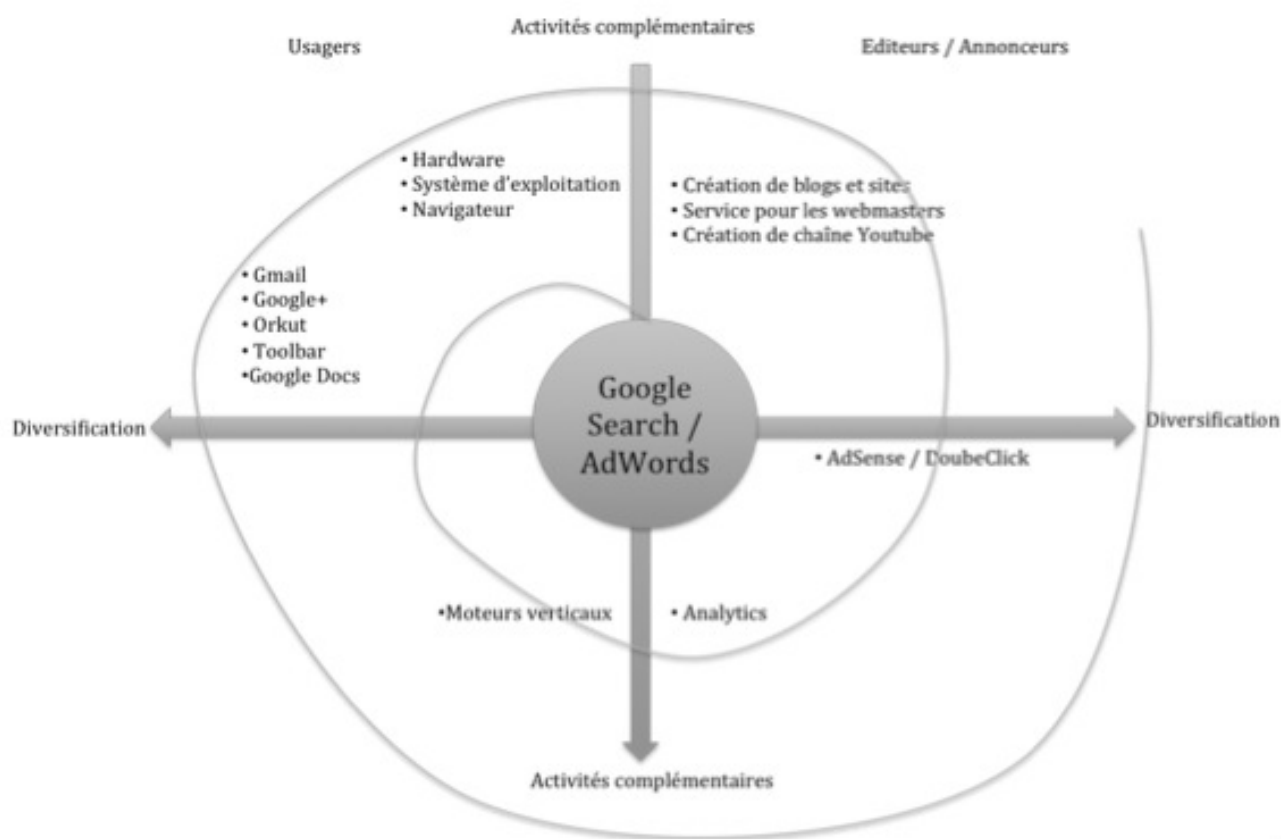 Activités complémentaires
Usagers
Editeurs / Annonceurs
• Hardware
• Système d'exploitation
• Navigateur
• Création de blogs et sites
• Service pour les webmasters
• Création de chaîne Youtube
• Gmail
• Google+
• Orkut
• Toolbar
•Google Docs
Google
Search /
AdWords
Diversification
Diversification
• AdSense / DoubeClick
•Moteurs verticaux
• Analytics
Activités complémentaires